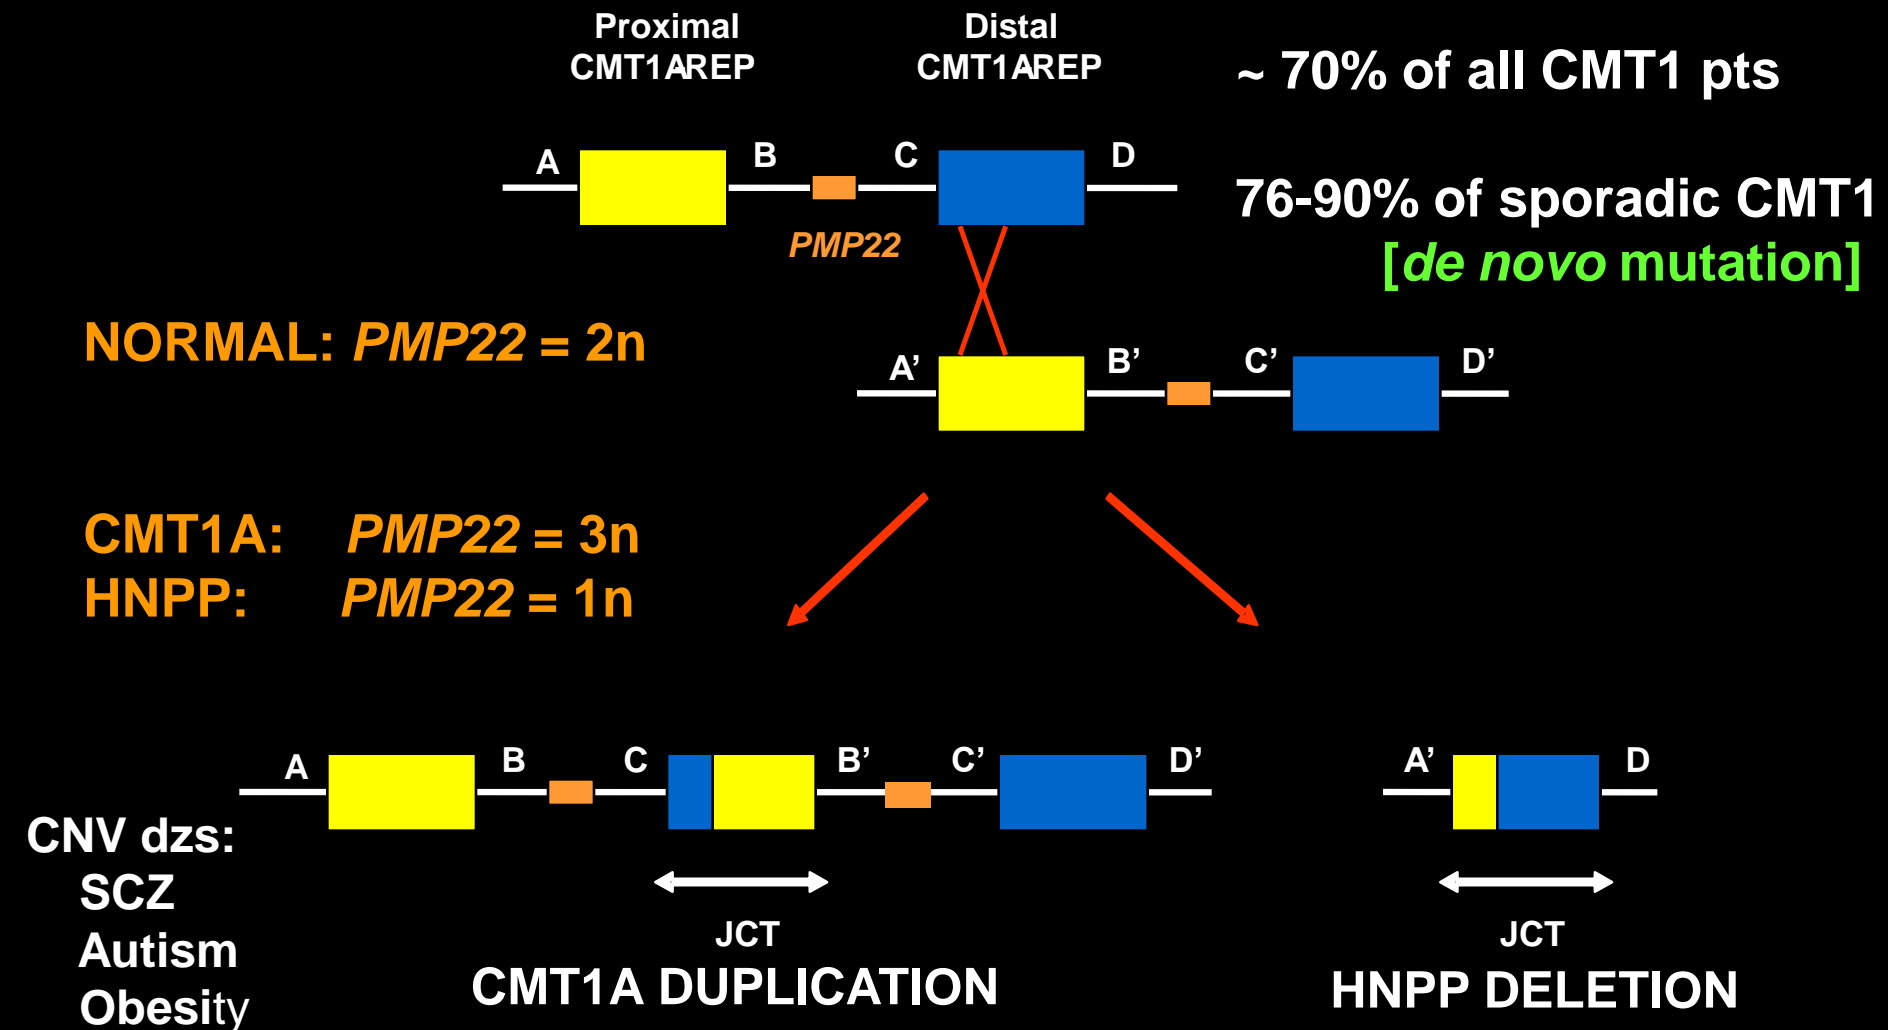 Proximal
CMT1AREP
Distal
CMT1AREP
~ 70% of all CMT1 pts
A
B
C
D
PMP22
76-90% of sporadic CMT1
[de novo mutation]
NORMAL: PMP22 = 2n
A’
B’
C’
D’
CMT1A: PMP22 = 3n
HNPP: PMP22 = 1n
A
B
C
B’
C’
D’
A’
D
CNV dzs:
SCZ
Autism
Obesity
JCT
CMT1A DUPLICATION
JCT
HNPP DELETION